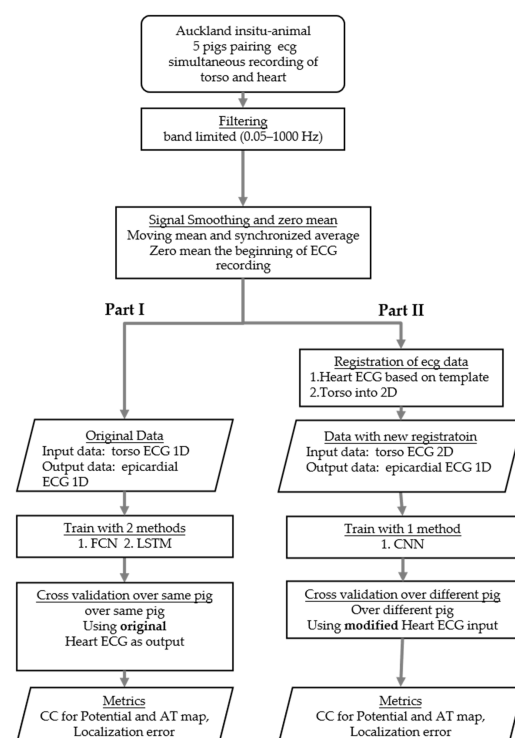 Auckland insitu-animal
5 pigs pairing ecg
simultaneous recording of
torso and heart
Filtering
band limited (0.05–1000 Hz)
Signal Smoothing and zero mean
Moving mean and synchronized average
Zero mean the beginning of ECG
recording
Part I
Part II
Registration of ecg data
1.Heart ECG based on template
2.Torso into 2D
Original Data
Input data: torso ECG 1D
Output data: epicardial
ECG 1D
Data with new registratoin
Input data: torso ECG 2D
Output data: epicardial ECG 1D
Train with 2 methods
1. FCN 2. LSTM
Train with 1 method
1. CNN
Cross validation over same pig
over same pig
Using original
Heart ECG as output
Cross validation over different pig
Over different pig
Using modified Heart ECG input
Metrics
CC for Potential and AT map,
Localization error
Metrics
CC for Potential and AT map,
Localization error